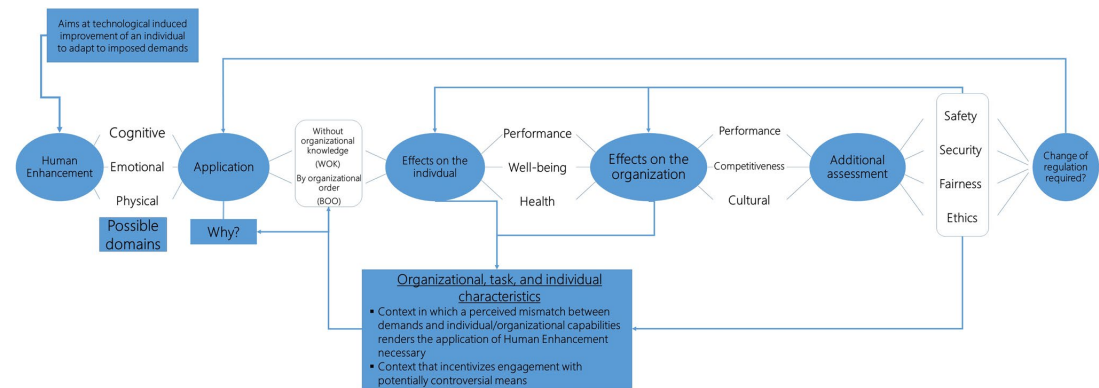 Aims at technological induced
improvement of an individual
to adapt to imposed demands
Human
Enhancement
Cognitive
Emotional
Physical
Possible
domains
Application
Why?
Without
organizational
knowledge
(WOK)
By organizational
order
(BOO)
Effects on the
indivdual
Performance
Well-being
Health
Effects on the
organization
Performance
Competitiveness
Cultural
Additional
assessment
Safety
Security
Fairness
Ethics
Change of
regulation
required?
Organizational, task, and individual
characteristics
▪ Context in which a perceived mismatch between
demands and individual/organizational capabilities
renders the application of Human Enhancement
necessary
▪ Context that incentivizes engagement with
potentially controversial means